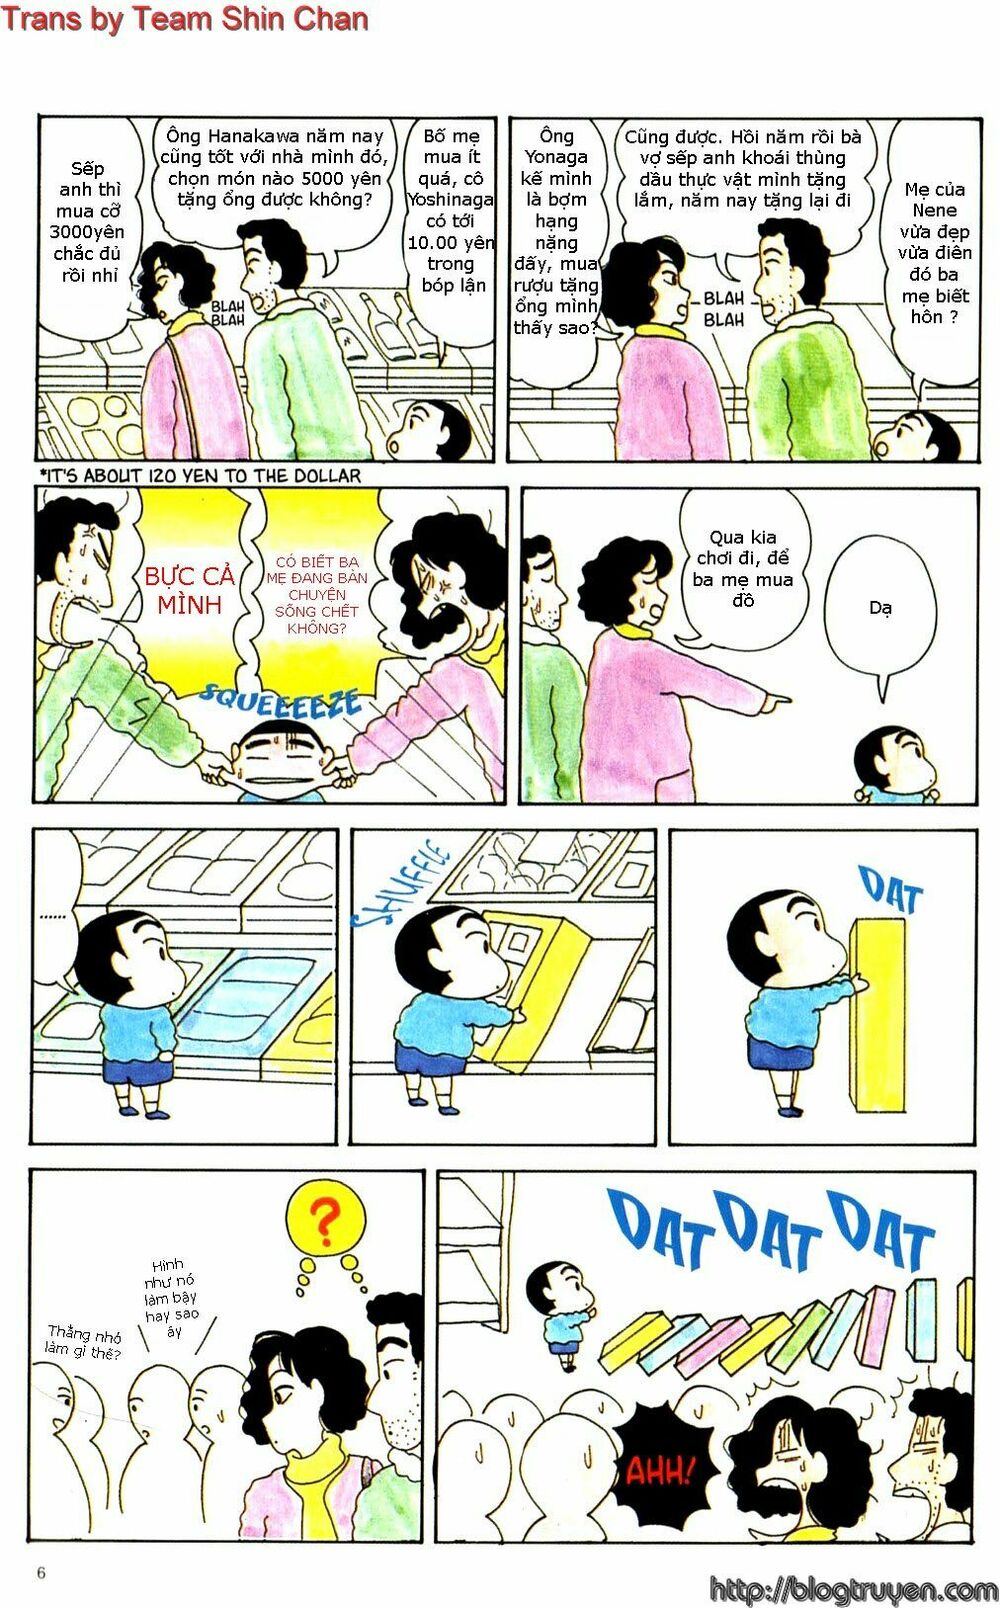 Trans by Team Shin Chan
Sếp
anh thì
mua cỡ
3000yên
chắc đủ
rồi nhỉ
Ông Hanakawa năm nay
cũng tốt với nhà mình đó,
chọn món nào 5000 yên
tặng ổng được không?
Bố mẹ
mua ít
quá, cô
Yoshinaga
có tới
10.00 yên
trong
bóp lận
BLAH
BLAH
Ông
Yonaga
kế mình
là bợm
hạng
nặng
đấy, mua
rượu tặng
ổng mình
thấy sao?
Cũng được. Hồi năm rồi bà
vợ sếp anh khoái thùng
dầu thực vật mình tặng
lắm, năm nay tặng lại đi
Mẹ của
Nene
vừa đẹp
vừa điên
đó ba
mẹ biết
hôn ?
BLAH
BLAH
*IT'S ABOUT 120 YEN TO THE DOLLAR
BỰC CẢ
MÌNH
CÓ BIẾT BA
MẸ ĐANG BÀN
CHUYỆN
SỐNG CHẾT
KHÔNG?
SQUEEEEZE
Qua kia
chơi đi, để
ba mẹ mua
đồ
Dạ
......
SHUFFLE
DAT
Thằng nhỏ
làm gì thế?
Hình
như nó
làm bậy
hay sao
ấy
?
DAT DAT DAT
AHH!
6
http://blogtruyen.com/